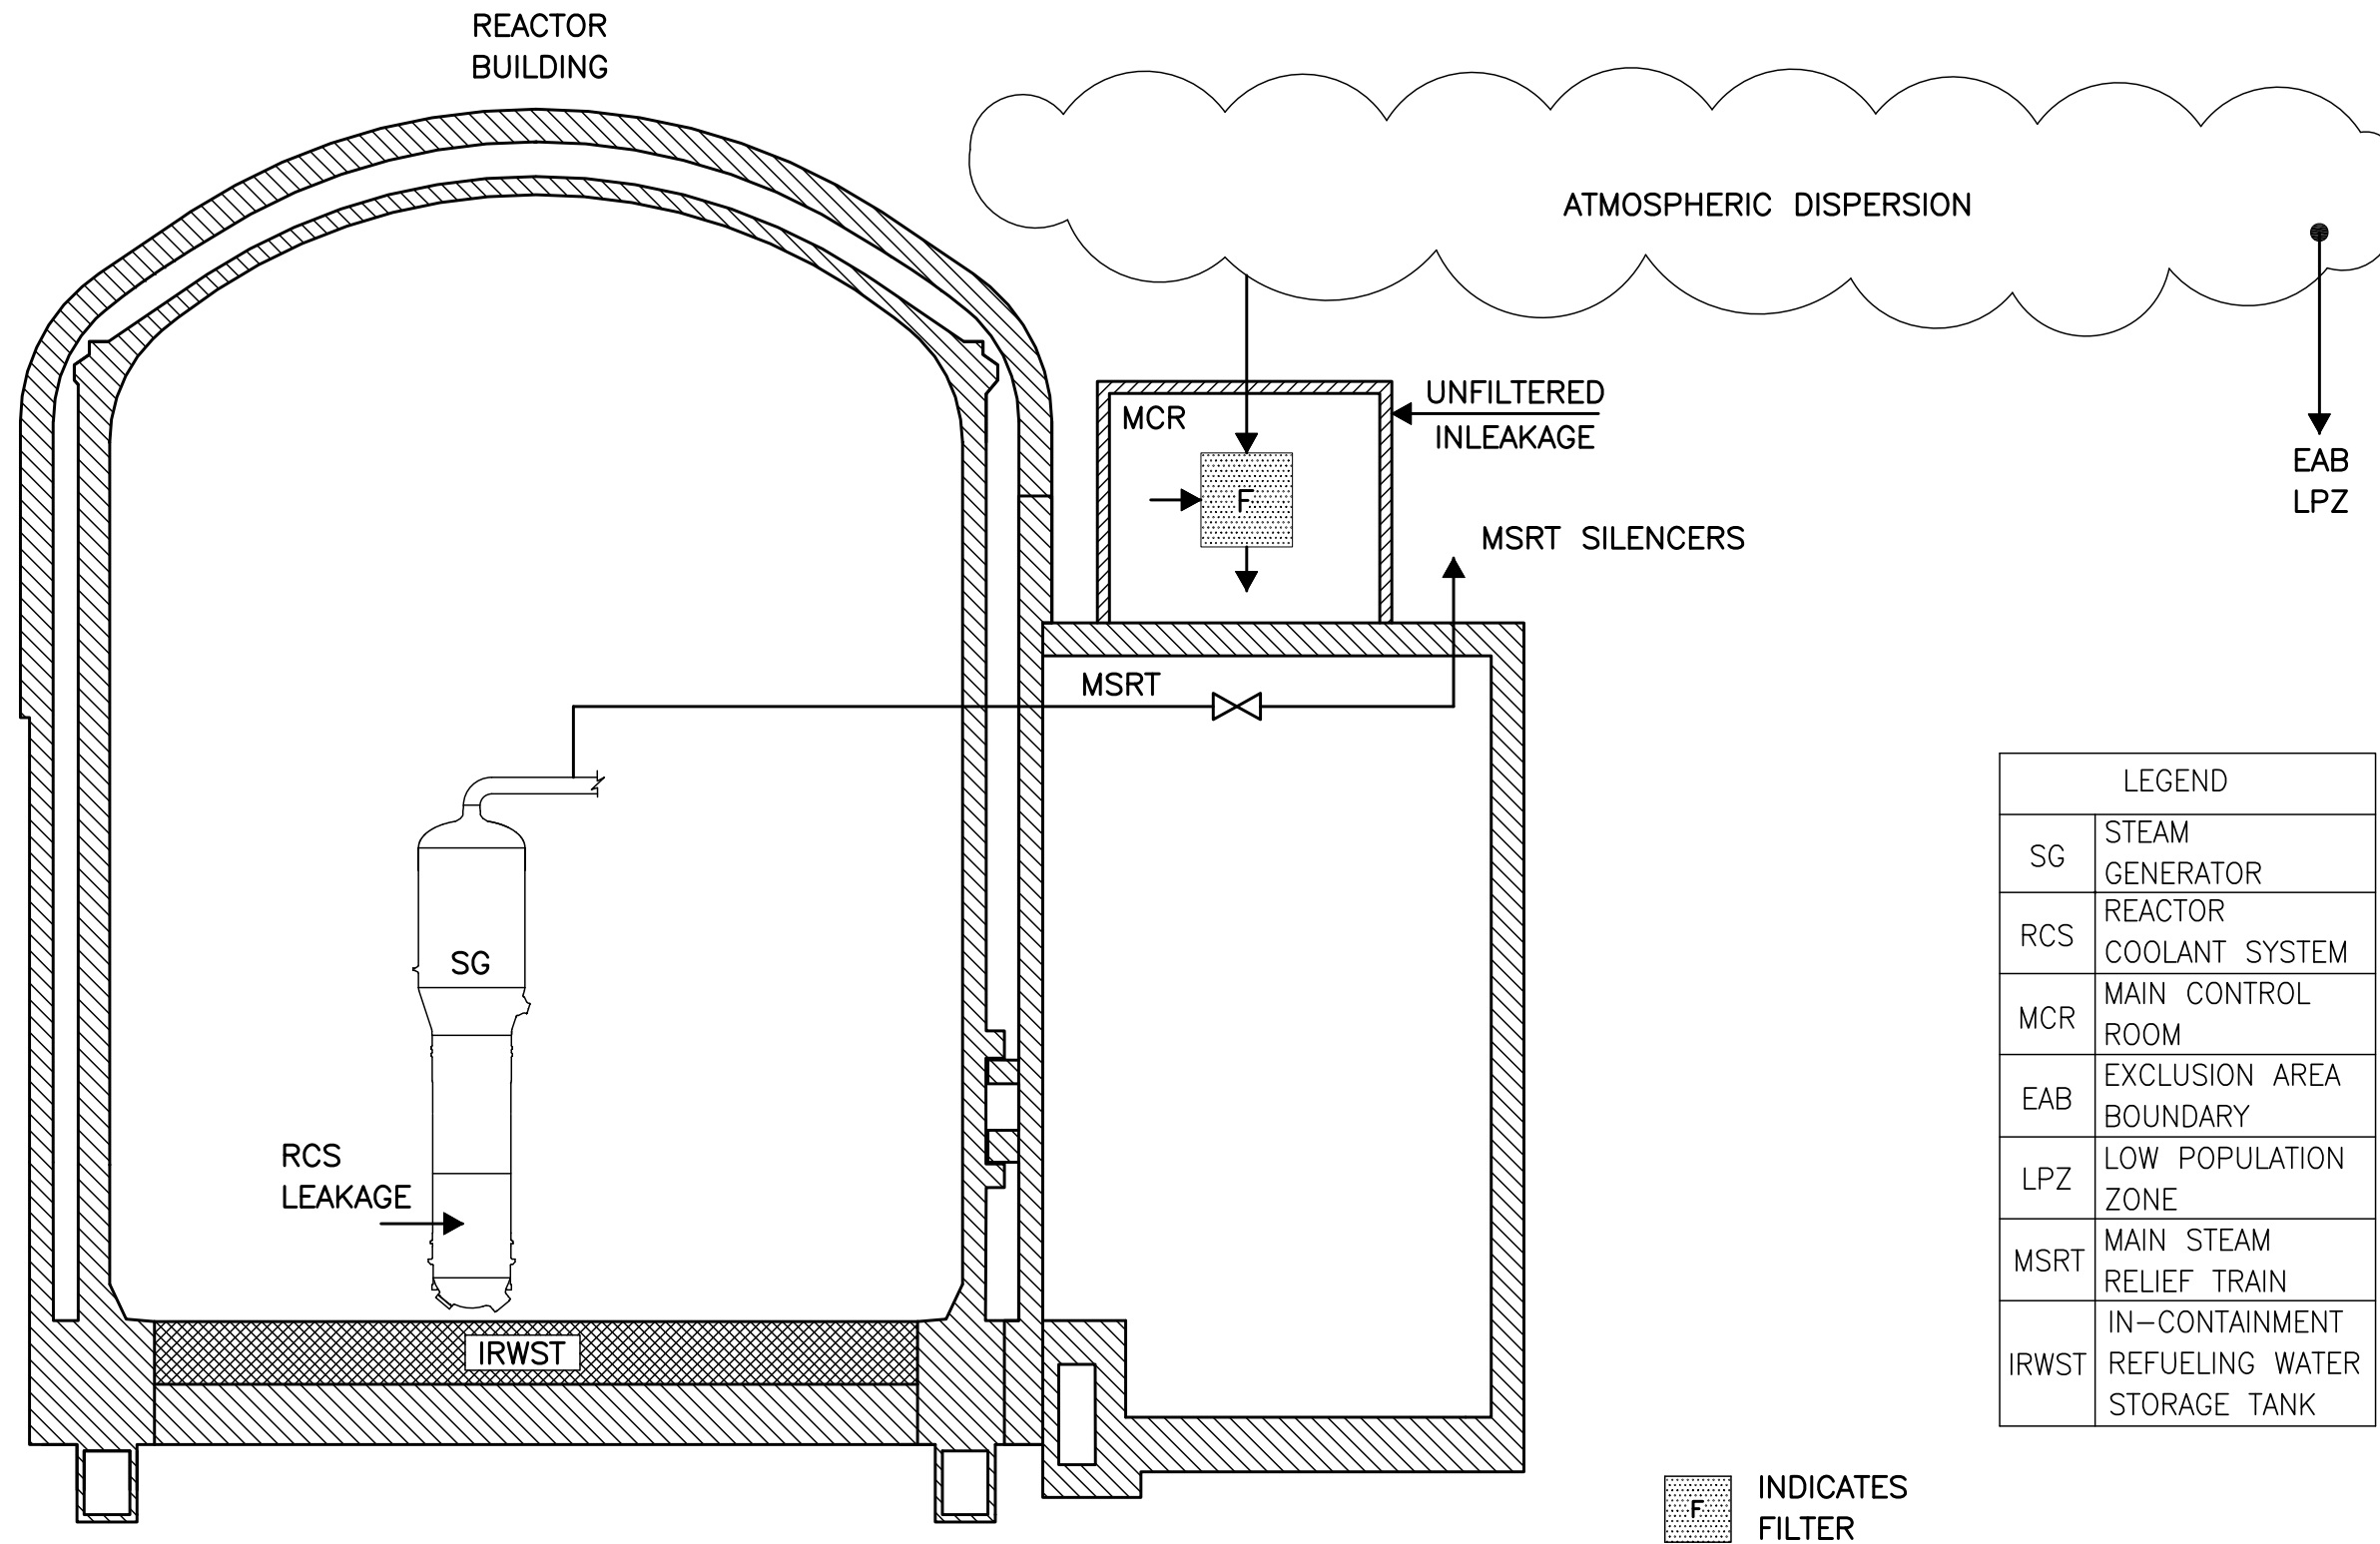 REACTOR
BUILDING
ATMOSPHERIC DISPERSION
MCR
UNFILTERED
INLEAKAGE
F
EAB
LPZ
MSRT SILENCERS
MSRT
SG
RCS
LEAKAGE
IRWST
LEGEND
SG
STEAM
GENERATOR
RCS
REACTOR
COOLANT SYSTEM
MCR
MAIN CONTROL
ROOM
EAB
EXCLUSION AREA
BOUNDARY
LPZ
LOW POPULATION
ZONE
MSRT
MAIN STEAM
RELIEF TRAIN
IRWST
IN-CONTAINMENT
REFUELING WATER
STORAGE TANK
F
INDICATES
FILTER